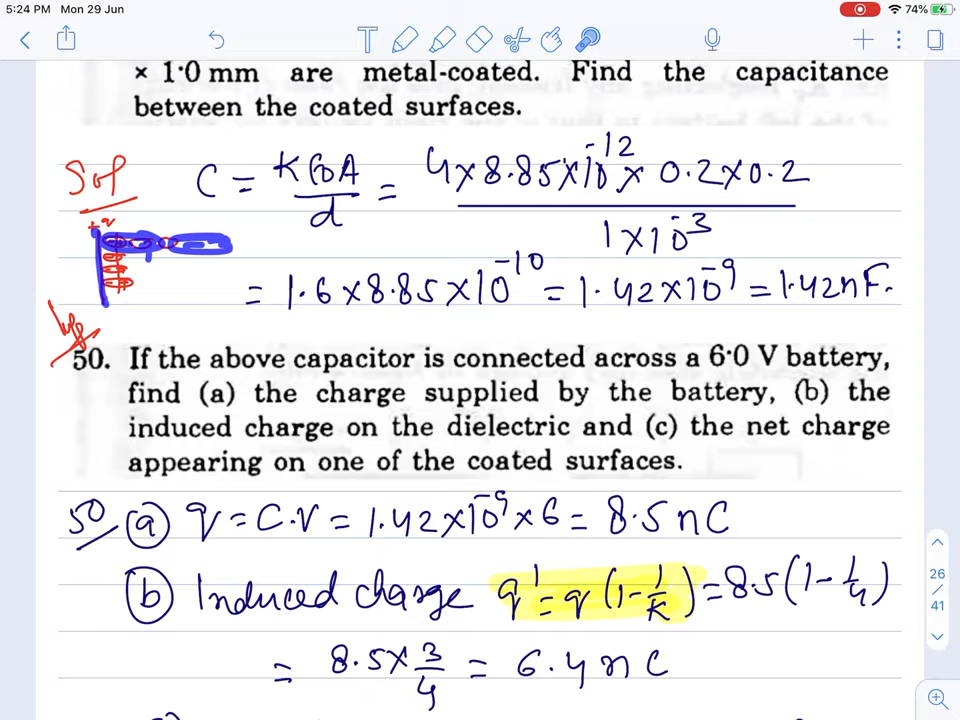 5:24 PM Mon 29 Jun 74%
× 1·0 mm are metal-coated. Find the capacitance
between the coated surfaces.
Sol C = K ε0 A / d = 4×8.85×10^-12 × 0.2×0.2 / 1×10^-3
+q
= 1.6×8.85×10^-10 = 1.42×10^-9 = 1.42nF.
50. If the above capacitor is connected across a 6·0 V battery,
find (a) the charge supplied by the battery, (b) the
induced charge on the dielectric and (c) the net charge
appearing on one of the coated surfaces.
50 (a) q = C.V = 1.42×10^-9 × 6 = 8.5 nC
26
/
41
(b) Induced charge q' = q (1 - 1/K) = 8.5 (1 - 1/4)
= 8.5 × 3/4 = 6.4 nC